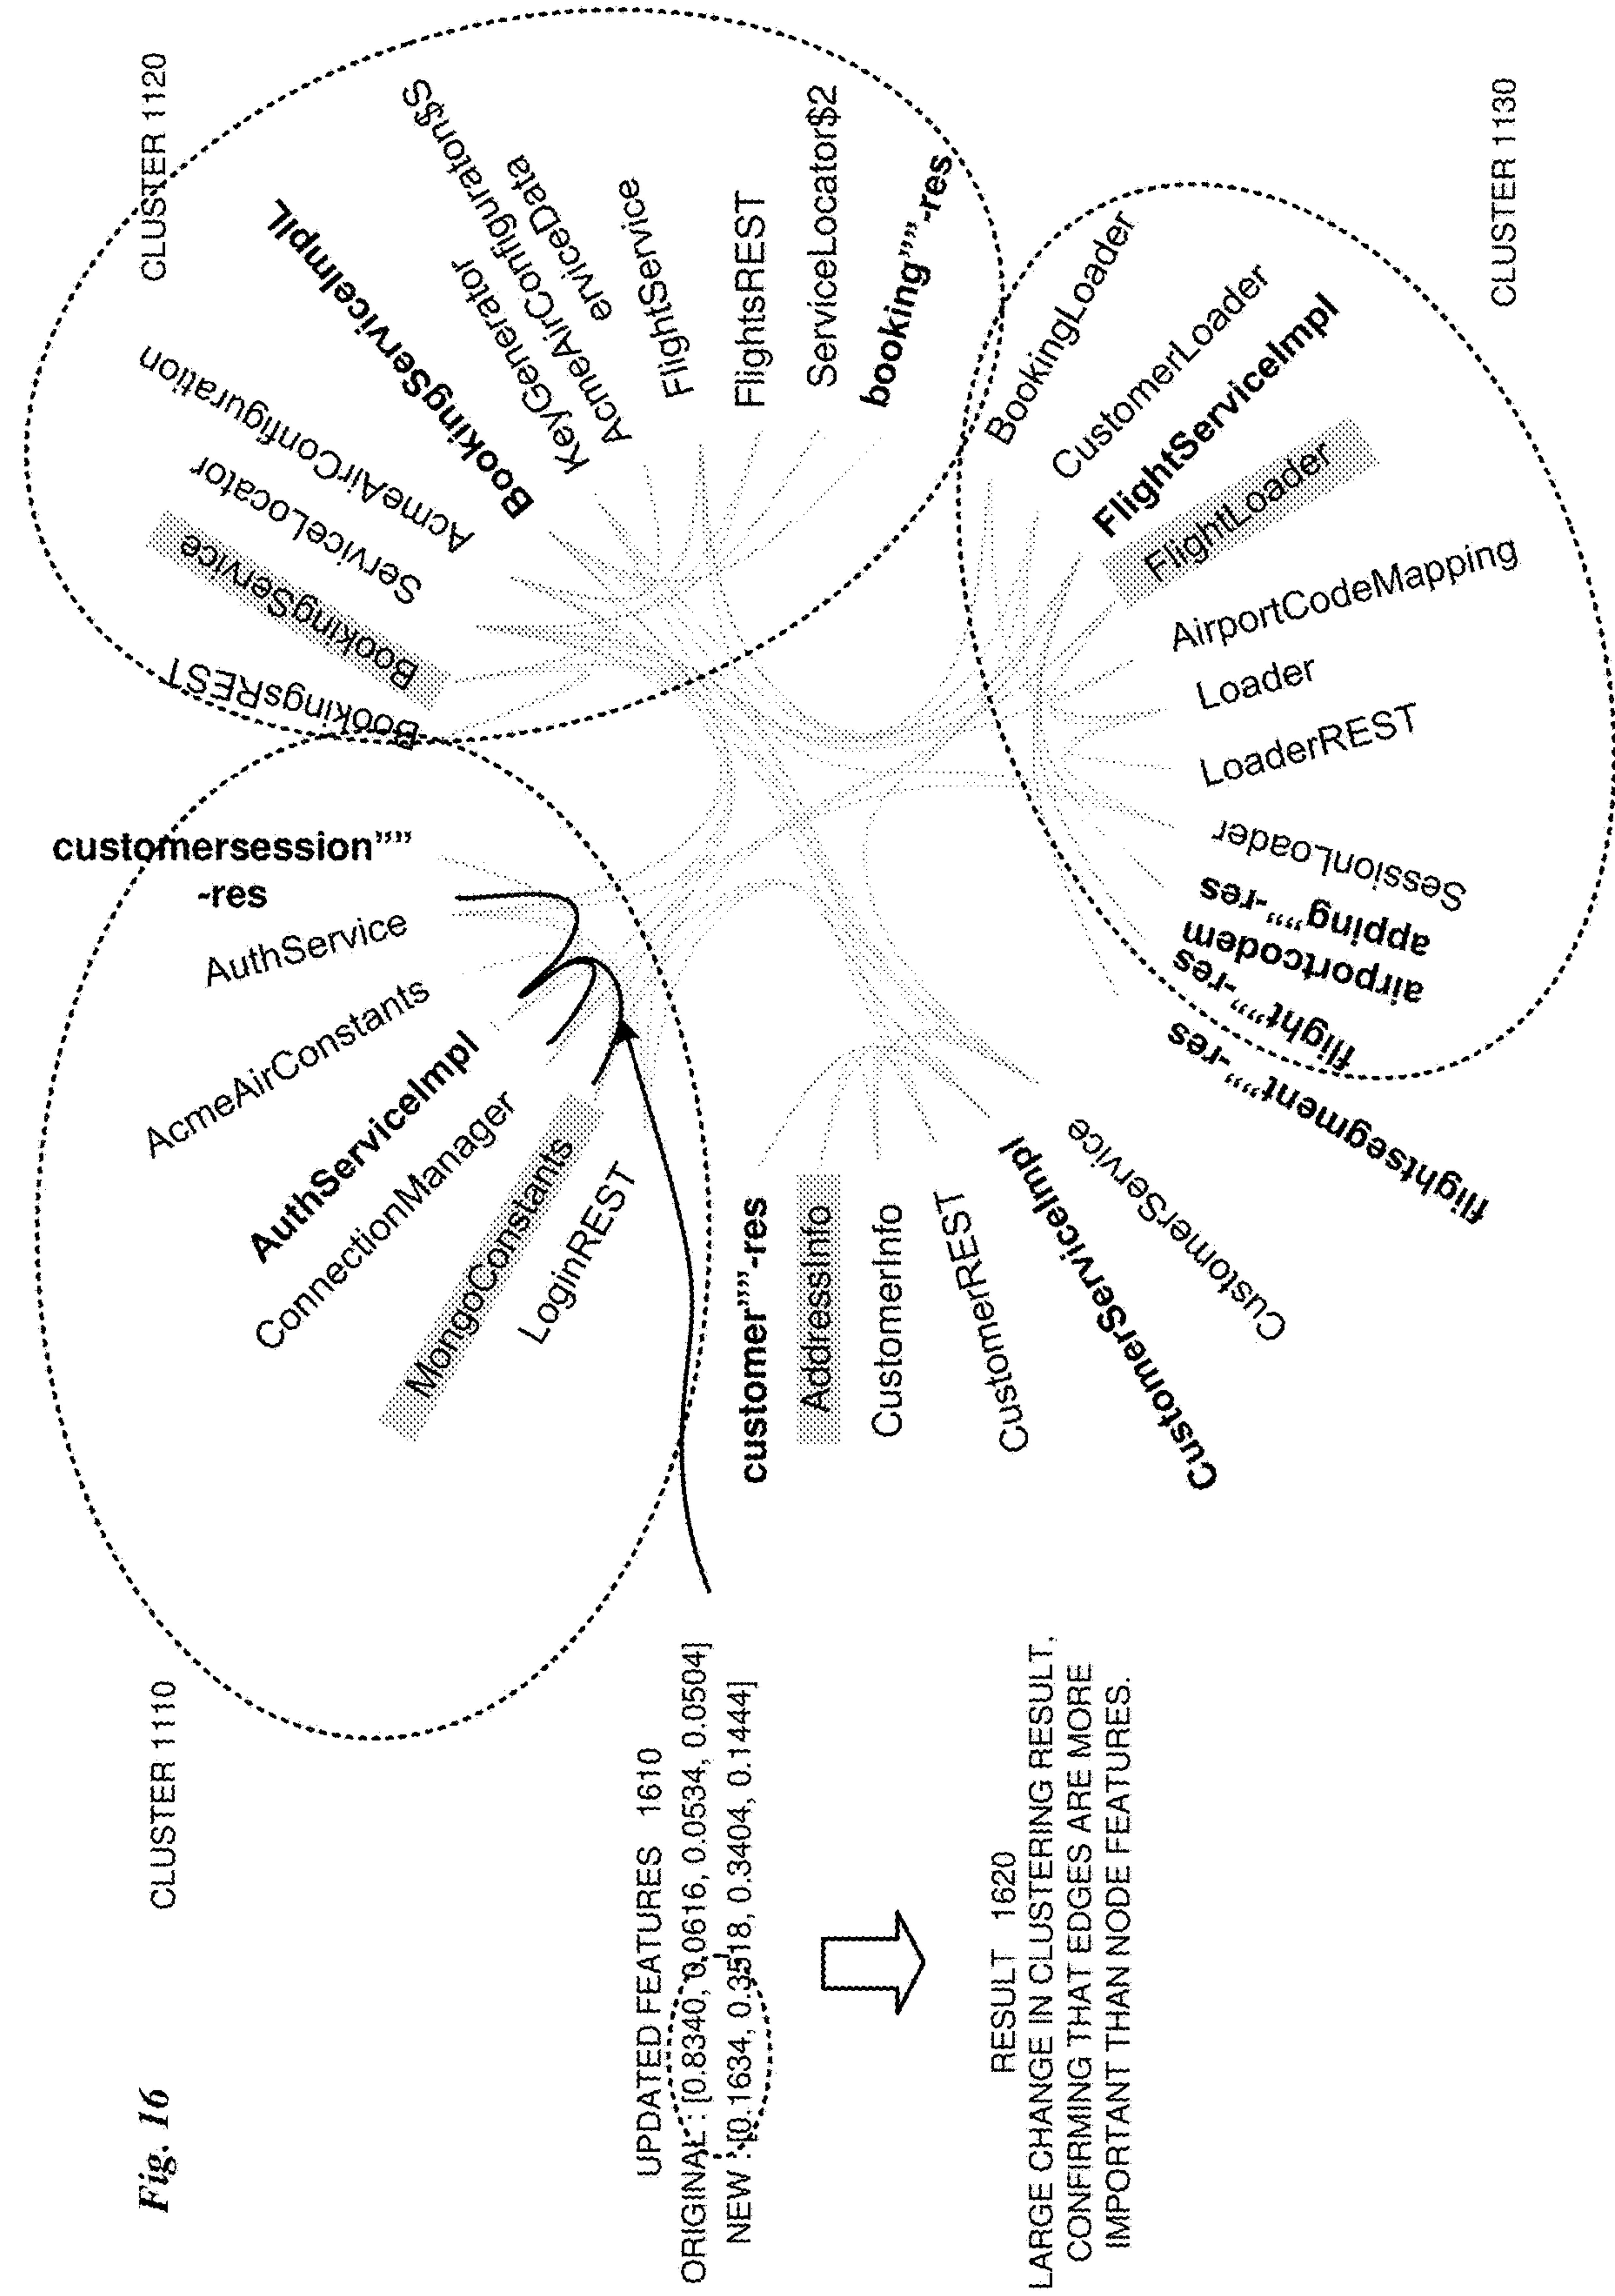 Fig. 16
CLUSTER 1110
CLUSTER 1120
CLUSTER 1130
customersession””
-res
AuthService
AcmeAirConstants
AuthServiceImpl
ConnectionManager
MongoConstants
LoginREST
BookingsREST
BookingService
ServiceLocator
AcmeAirConfiguration
BookingServiceImplL
KeyGenerator
AcmeAirConfiguraton$S
erviceData
FlightService
FlightsREST
ServiceLocator$2
booking””-res
BookingLoader
CustomerLoader
FlightServiceImpl
FlightLoader
AirportCodeMapping
Loader
LoaderREST
SessionLoader
airportcodem
apping””-res
flight””-res
flightsegment””-res
CustomerService
CustomerServiceImpl
CustomerREST
CustomerInfo
AddressInfo
customer””-res
UPDATED FEATURES 1610
ORIGINAL : [0.8340, 0.0616, 0.0534, 0.0504]
NEW : [0.1634, 0.3518, 0.3404, 0.1444]
RESULT 1620
LARGE CHANGE IN CLUSTERING RESULT,
CONFIRMING THAT EDGES ARE MORE
IMPORTANT THAN NODE FEATURES.